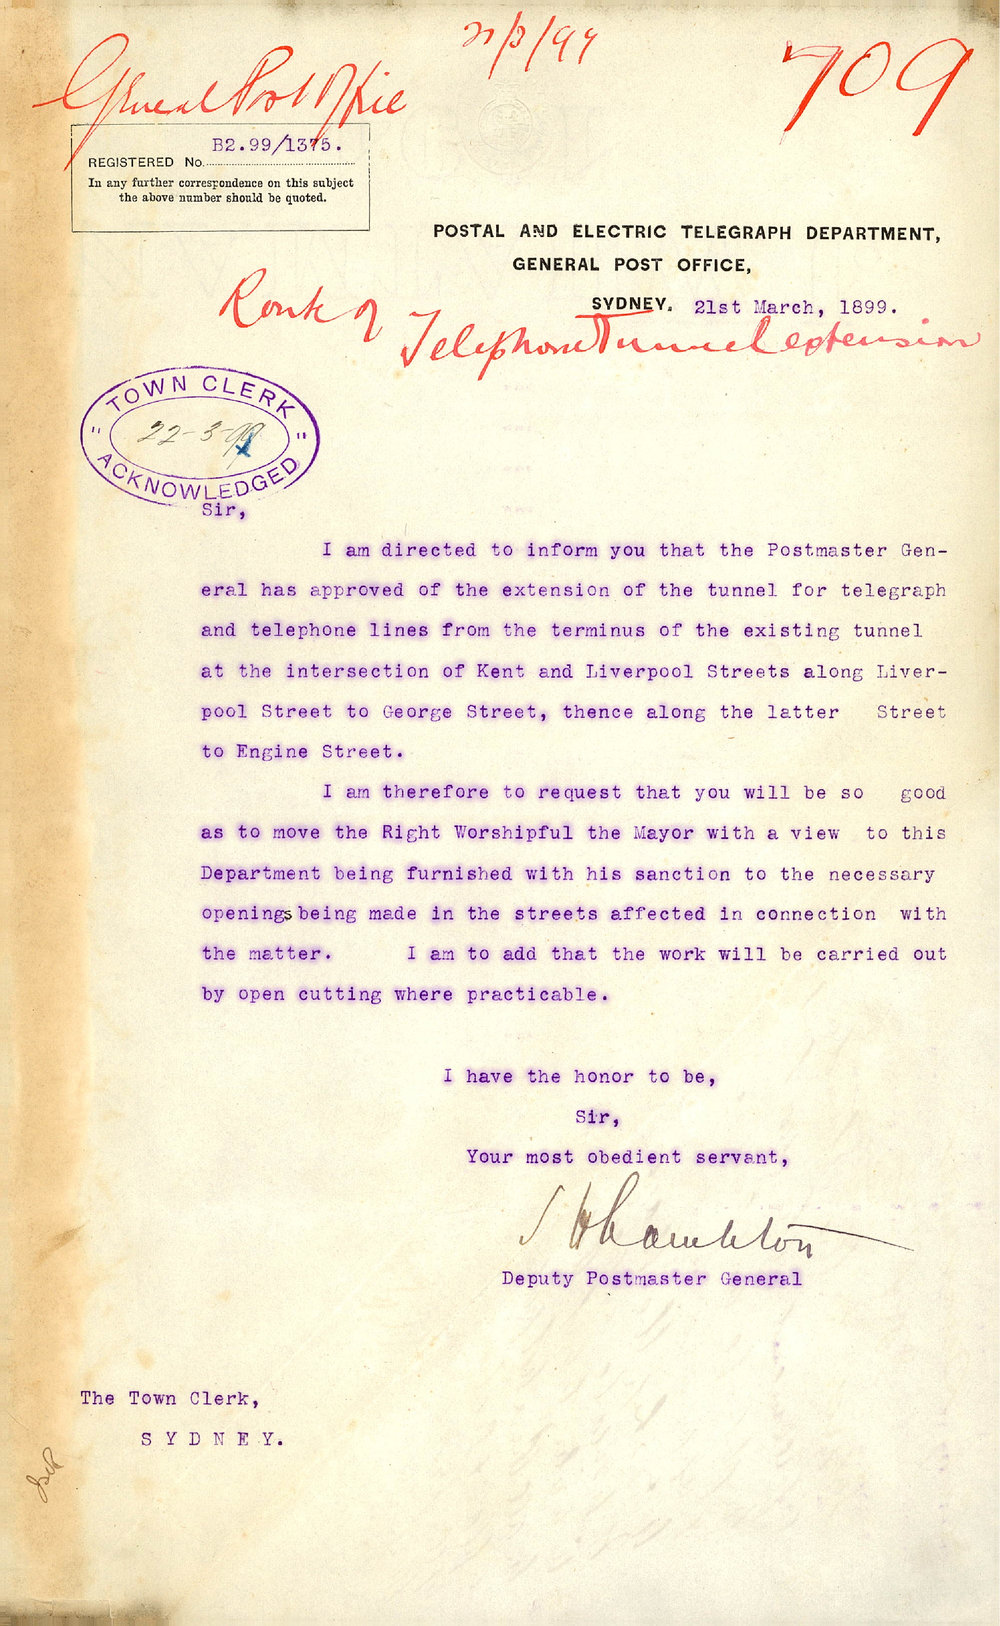 21/3/99
709
General Post Office
B2.99/1375.
REGISTERED No.
In any further correspondence on this subject
the above number should be quoted.
POSTAL AND ELECTRIC TELEGRAPH DEPARTMENT,
GENERAL POST OFFICE,
SYDNEY. 21st March, 1899.
Route of
Telephone Tunnel extension
"TOWN CLERK"
22-3-99
ACKNOWLEDGED
Sir,
I am directed to inform you that the Postmaster Gen-
eral has approved of the extension of the tunnel for telegraph
and telephone lines from the terminus of the existing tunnel
at the intersection of Kent and Liverpool Streets along Liver-
pool Street to George Street, thence along the latter Street
to Engine Street.
I am therefore to request that you will be so good
as to move the Right Worshipful the Mayor with a view to this
Department being furnished with his sanction to the necessary
openings being made in the streets affected in connection with
the matter. I am to add that the work will be carried out
by open cutting where practicable.
I have the honor to be,
Sir,
Your most obedient servant,
Deputy Postmaster General
The Town Clerk,
S Y D N E Y.